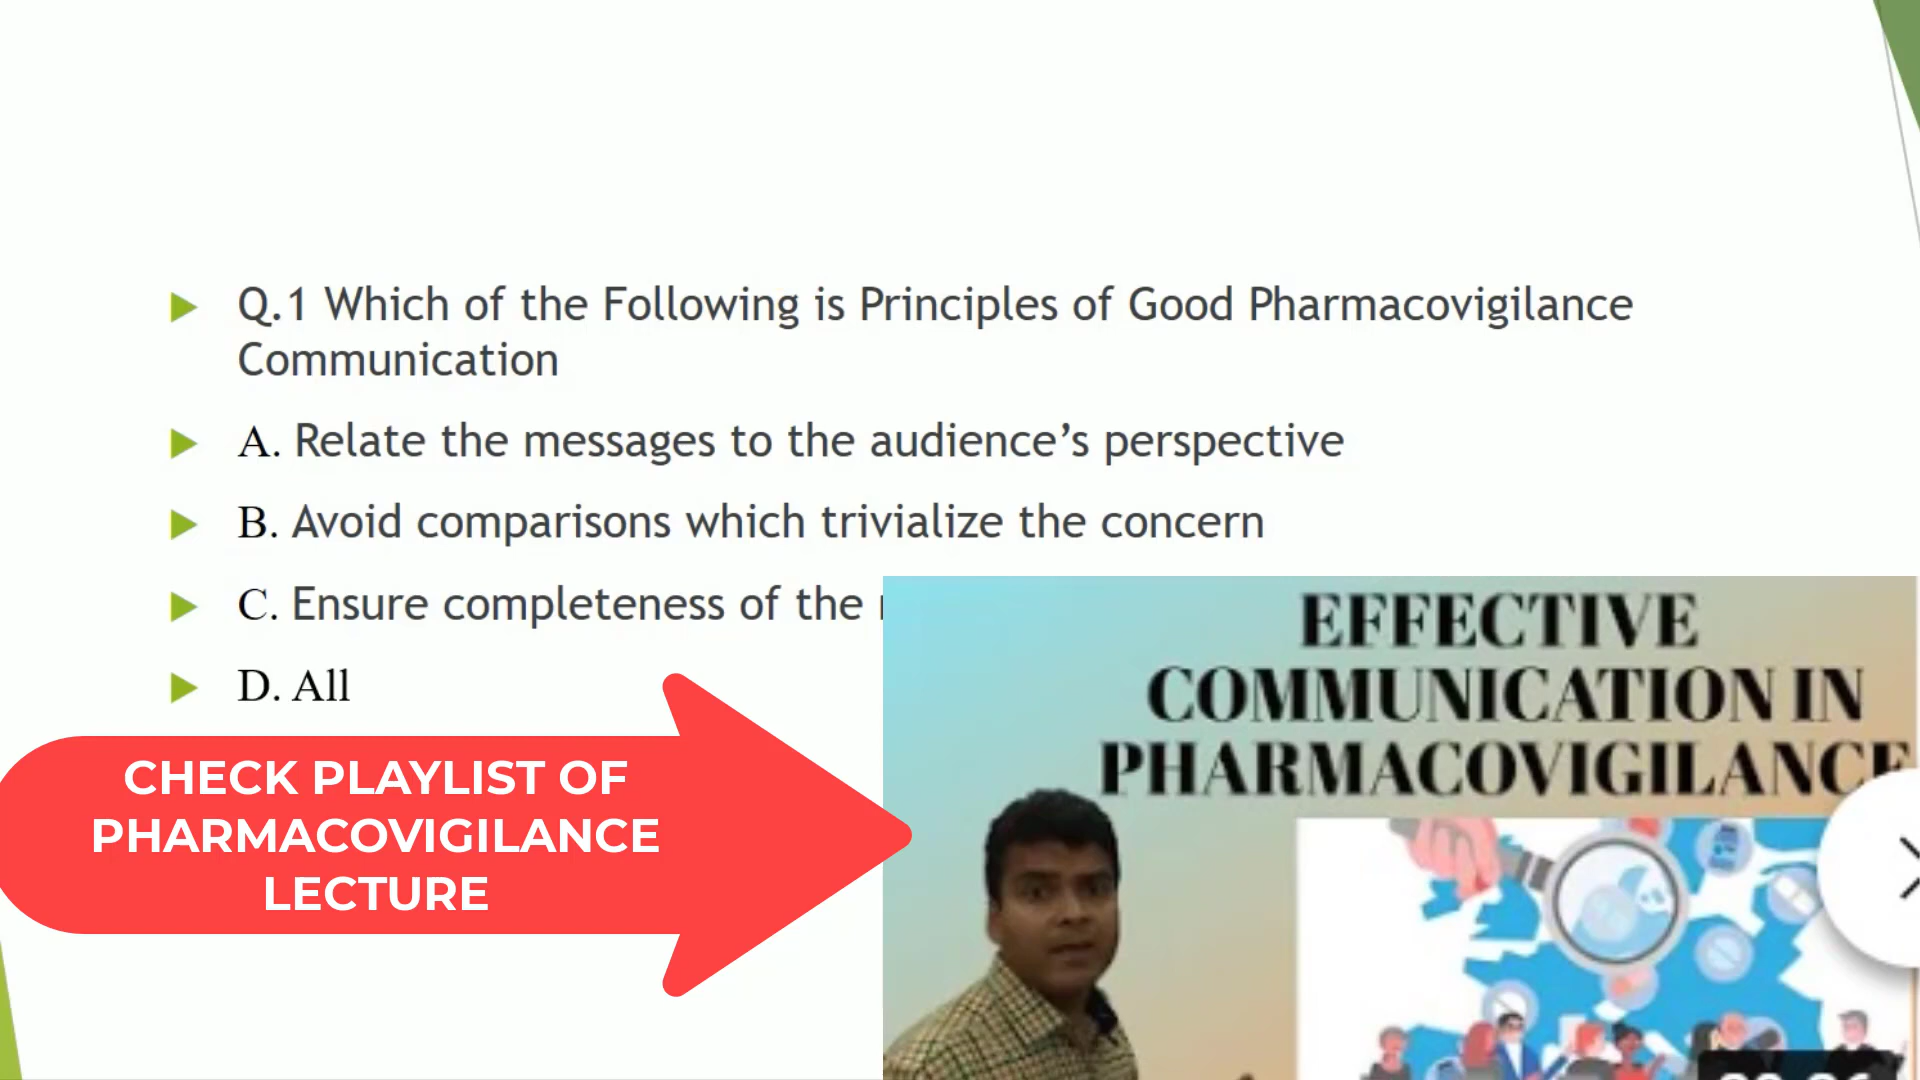 Q.1 Which of the Following is Principles of Good Pharmacovigilance
Communication
A. Relate the messages to the audience’s perspective
B. Avoid comparisons which trivialize the concern
C. Ensure completeness of the
D. All
CHECK PLAYLIST OF
PHARMACOVIGILANCE
LECTURE
EFFECTIVE
COMMUNICATION IN
PHARMACOVIGILANCE